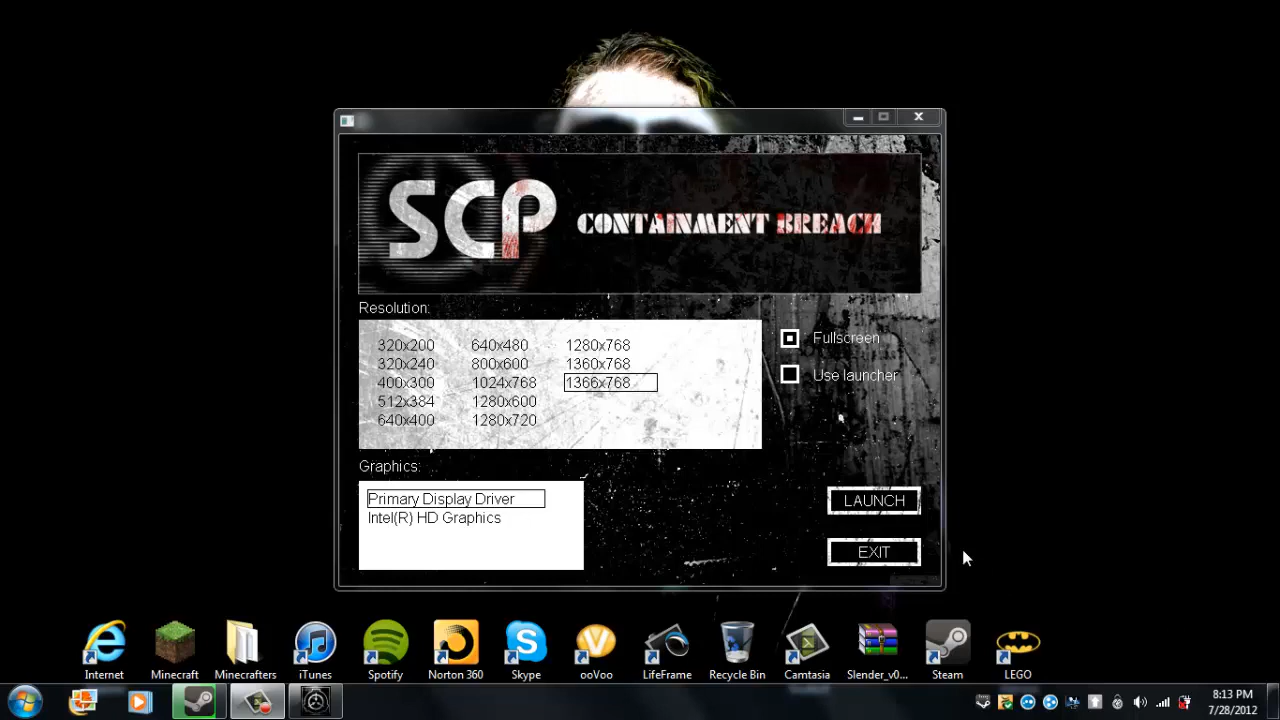 SCP CONTAINMENT BREACH
Resolution:
320x200 640x480 1280x768
320x240 800x600 1360x768
400x300 1024x768 1366x768
512x384 1280x600
640x400 1280x720
Fullscreen
Use launcher
Graphics:
Primary Display Driver
Intel(R) HD Graphics
LAUNCH
EXIT
Internet Minecraft Minecrafters iTunes Spotify Norton 360 Skype ooVoo LifeFrame Recycle Bin Camtasia Slender_v0... Steam LEGO
8:13 PM
7/28/2012